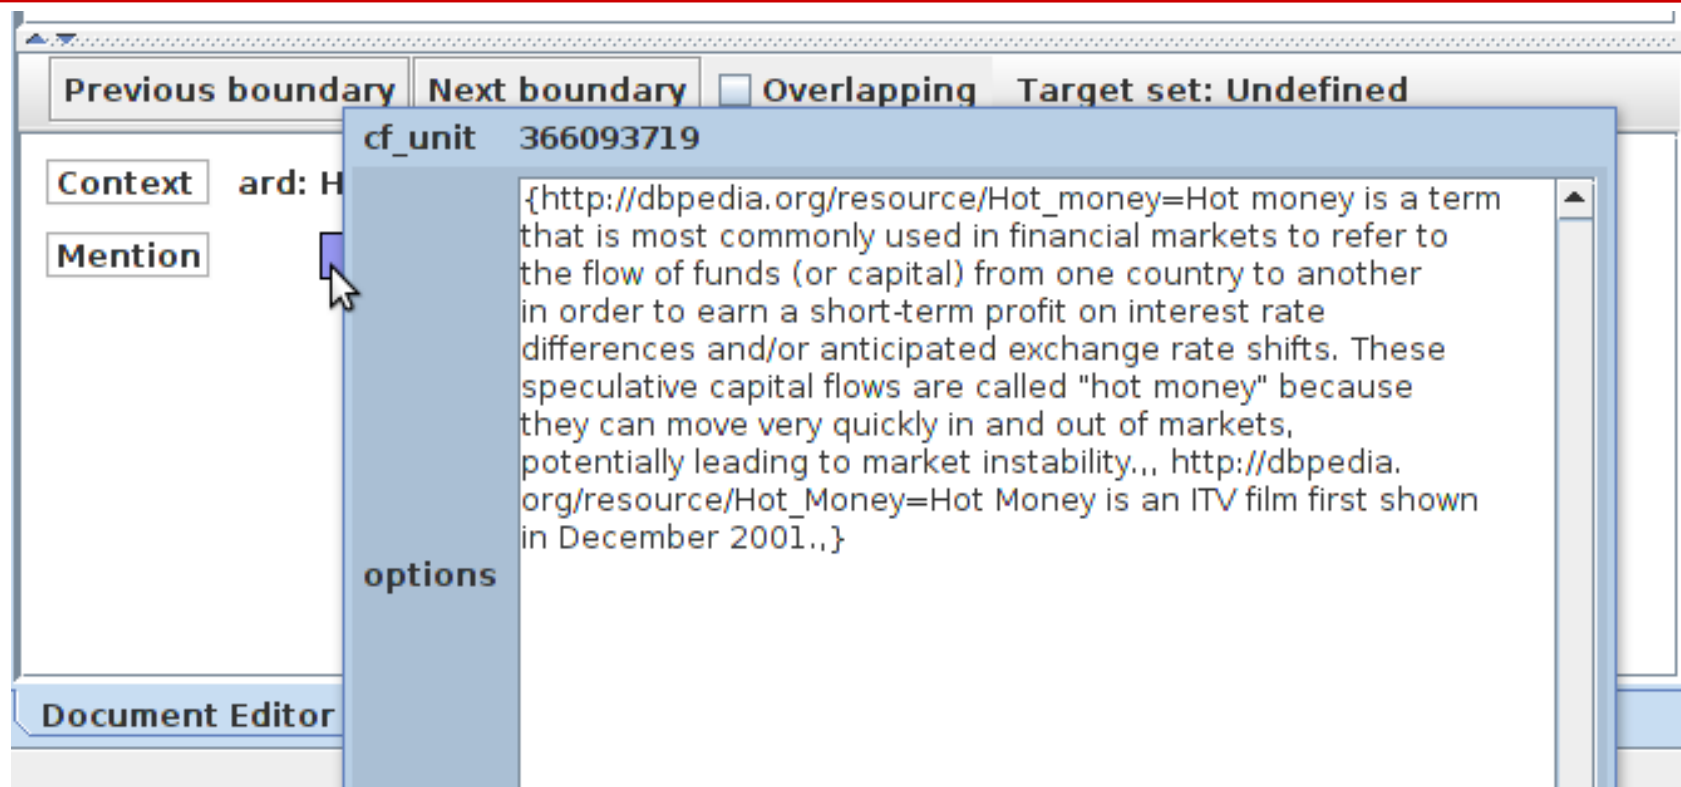 Previous boundary Next boundary Overlapping Target set: Undefined
cf_unit 366093719
Context ard: H
Mention
{http://dbpedia.org/resource/Hot_money=Hot money is a term
that is most commonly used in financial markets to refer to
the flow of funds (or capital) from one country to another
in order to earn a short-term profit on interest rate
differences and/or anticipated exchange rate shifts. These
speculative capital flows are called "hot money" because
they can move very quickly in and out of markets,
potentially leading to market instability.,, http://dbpedia.
org/resource/Hot_Money=Hot Money is an ITV film first shown
in December 2001.,}
options
Document Editor